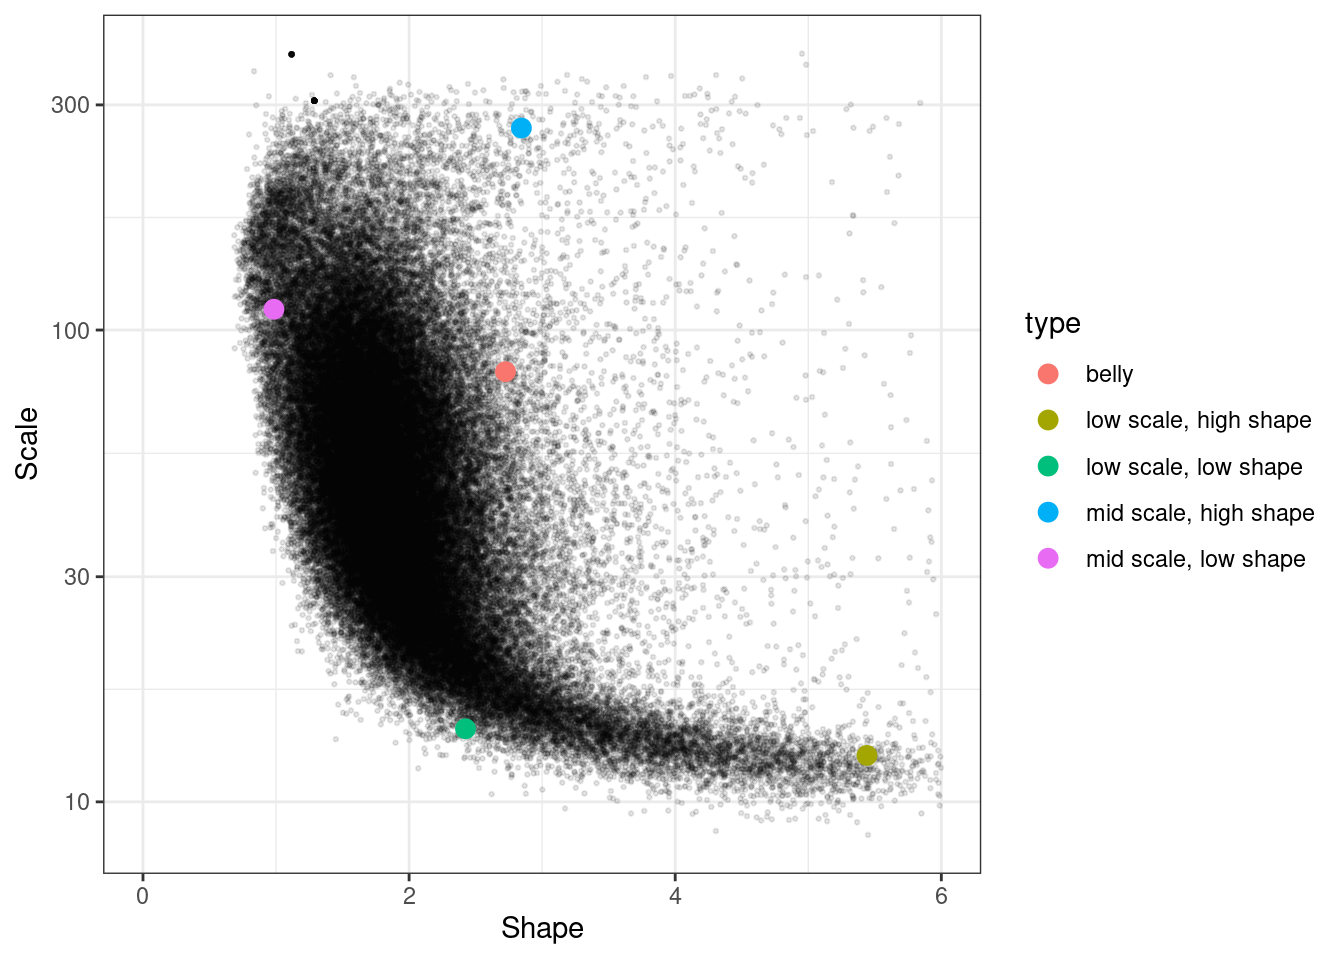 300
100
30
10
Scale
0
2
4
6
Shape
type
belly
low scale, high shape
low scale, low shape
mid scale, high shape
mid scale, low shape